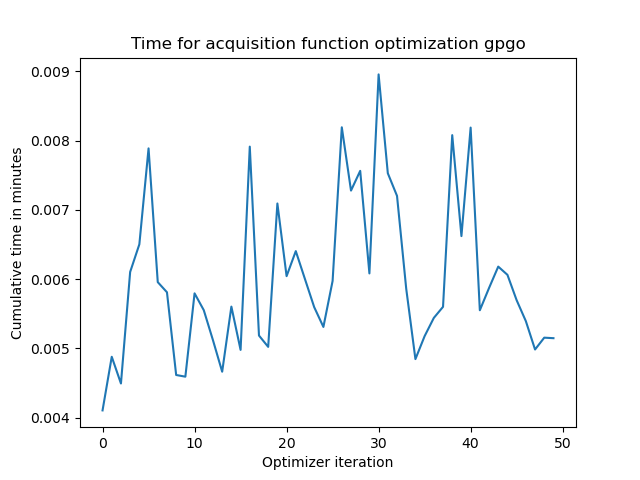 Time for acquisition function optimization gpgo
0.009
0.008
0.007
0.006
0.005
0.004
Cumulative time in minutes
0 10 20 30 40 50
Optimizer iteration